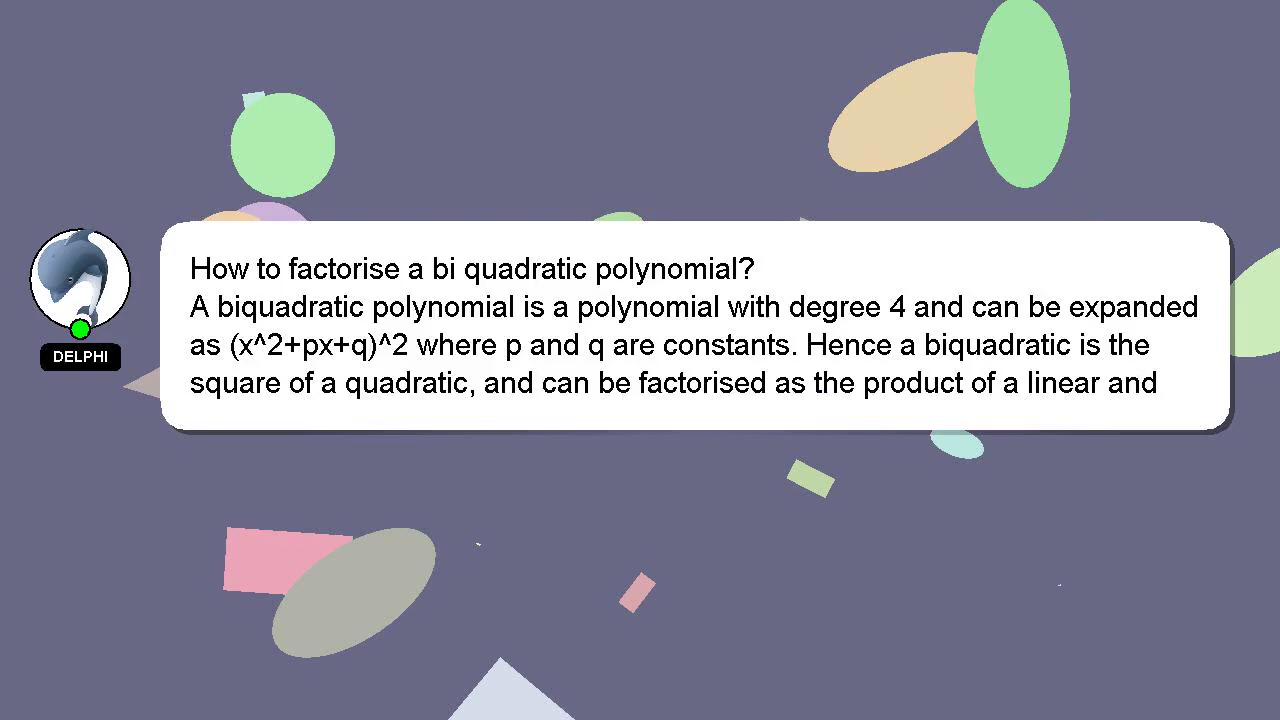 How to factorise a bi quadratic polynomial?
A biquadratic polynomial is a polynomial with degree 4 and can be expanded
as (x^2+px+q)^2 where p and q are constants. Hence a biquadratic is the
square of a quadratic, and can be factorised as the product of a linear and
DELPHI